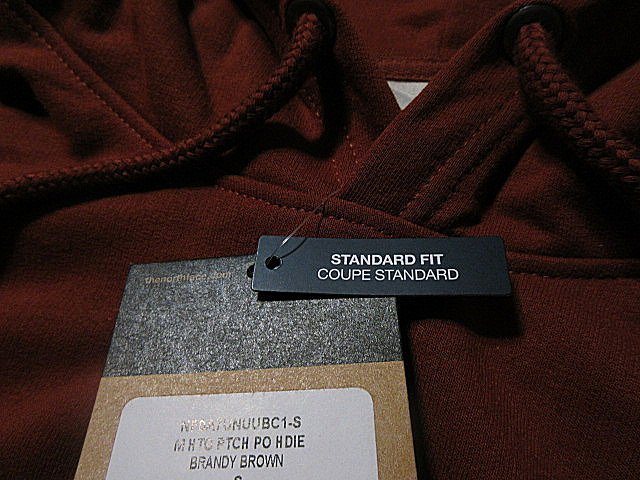 STANDARD FIT
COUPE STANDARD
thenorthface.com
M HTG PTCH PO HDIE
BRANDY BROWN
S